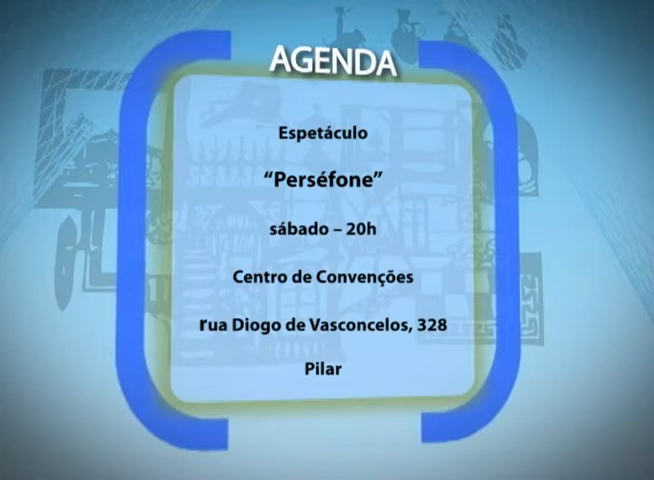 AGENDA
Espetáculo
“Perséfone”
sábado – 20h
Centro de Convenções
rua Diogo de Vasconcelos, 328
Pilar